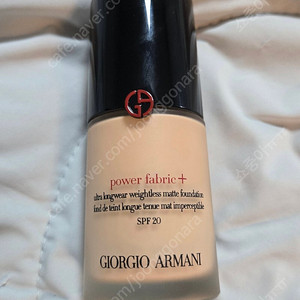 power fabric+
ultra longwear weightless matte foundation
fond de teint longue tenue mat imperceptible
SPF 20
GIORGIO ARMANI